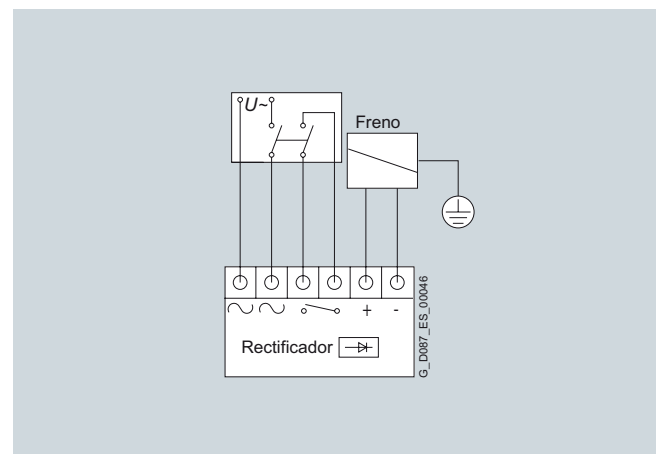 U~
Freno
+ -
Rectificador
G_D087_ES_00046